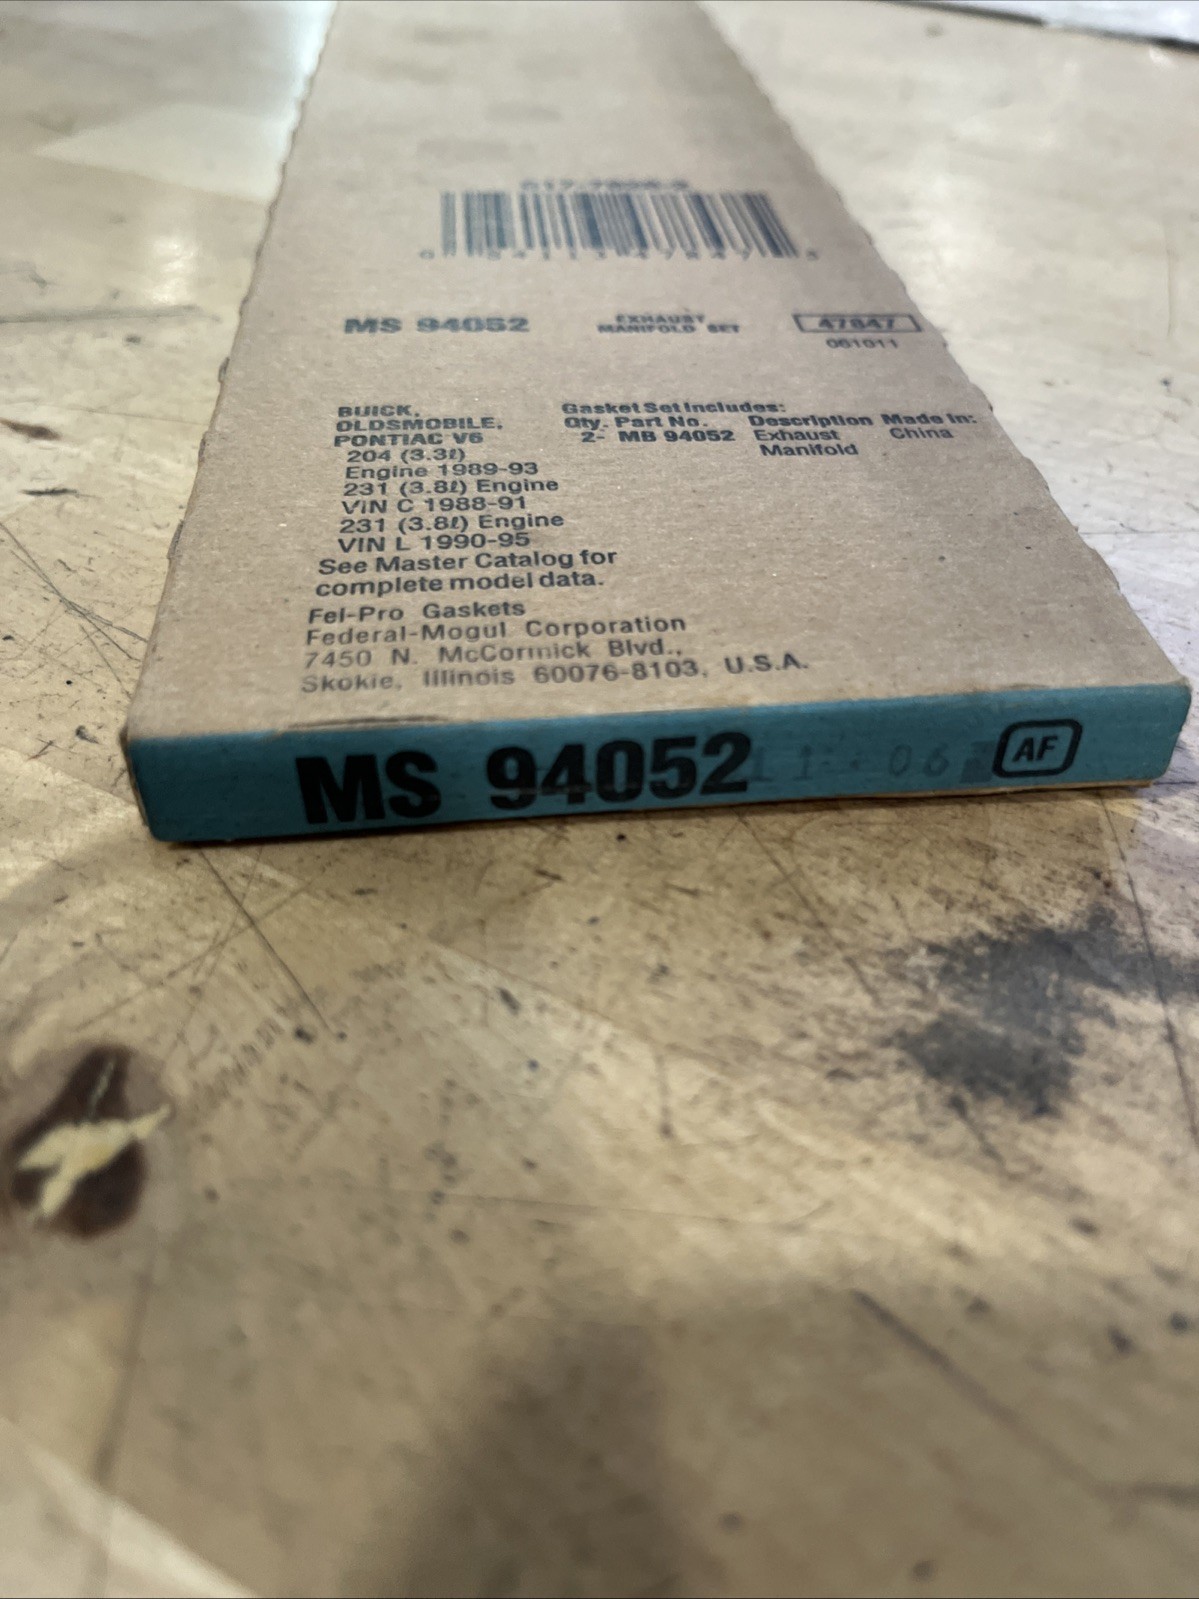 MS 94052
EXHAUST
MANIFOLD SET
47847
061011
BUICK,
OLDSMOBILE,
PONTIAC V6
204 (3.3ℓ)
Engine 1989-93
231 (3.8ℓ) Engine
VIN C 1988-91
231 (3.8ℓ) Engine
VIN L 1990-95
See Master Catalog for
complete model data.
Gasket Set Includes:
Qty. Part No. Description Made in:
2- MB 94052 Exhaust China
Manifold
Fel-Pro Gaskets
Federal-Mogul Corporation
7450 N. McCormick Blvd.,
Skokie, Illinois 60076-8103, U.S.A.
MS 94052
AF